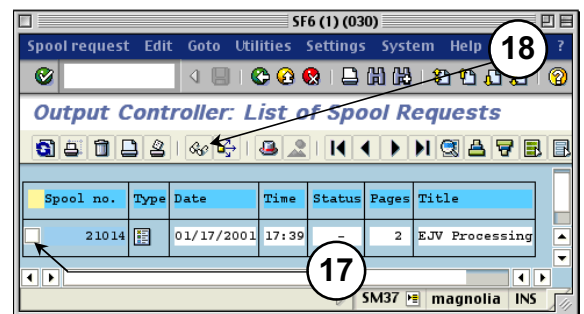 SF6 (1) (030)
Spool request Edit Goto Utilities Settings System Help ?
18
Output Controller: List of Spool Requests
Spool no. Type Date Time Status Pages Title
21014 01/17/2001 17:39 - 2 EJV Processing
17
SM37 magnolia INS